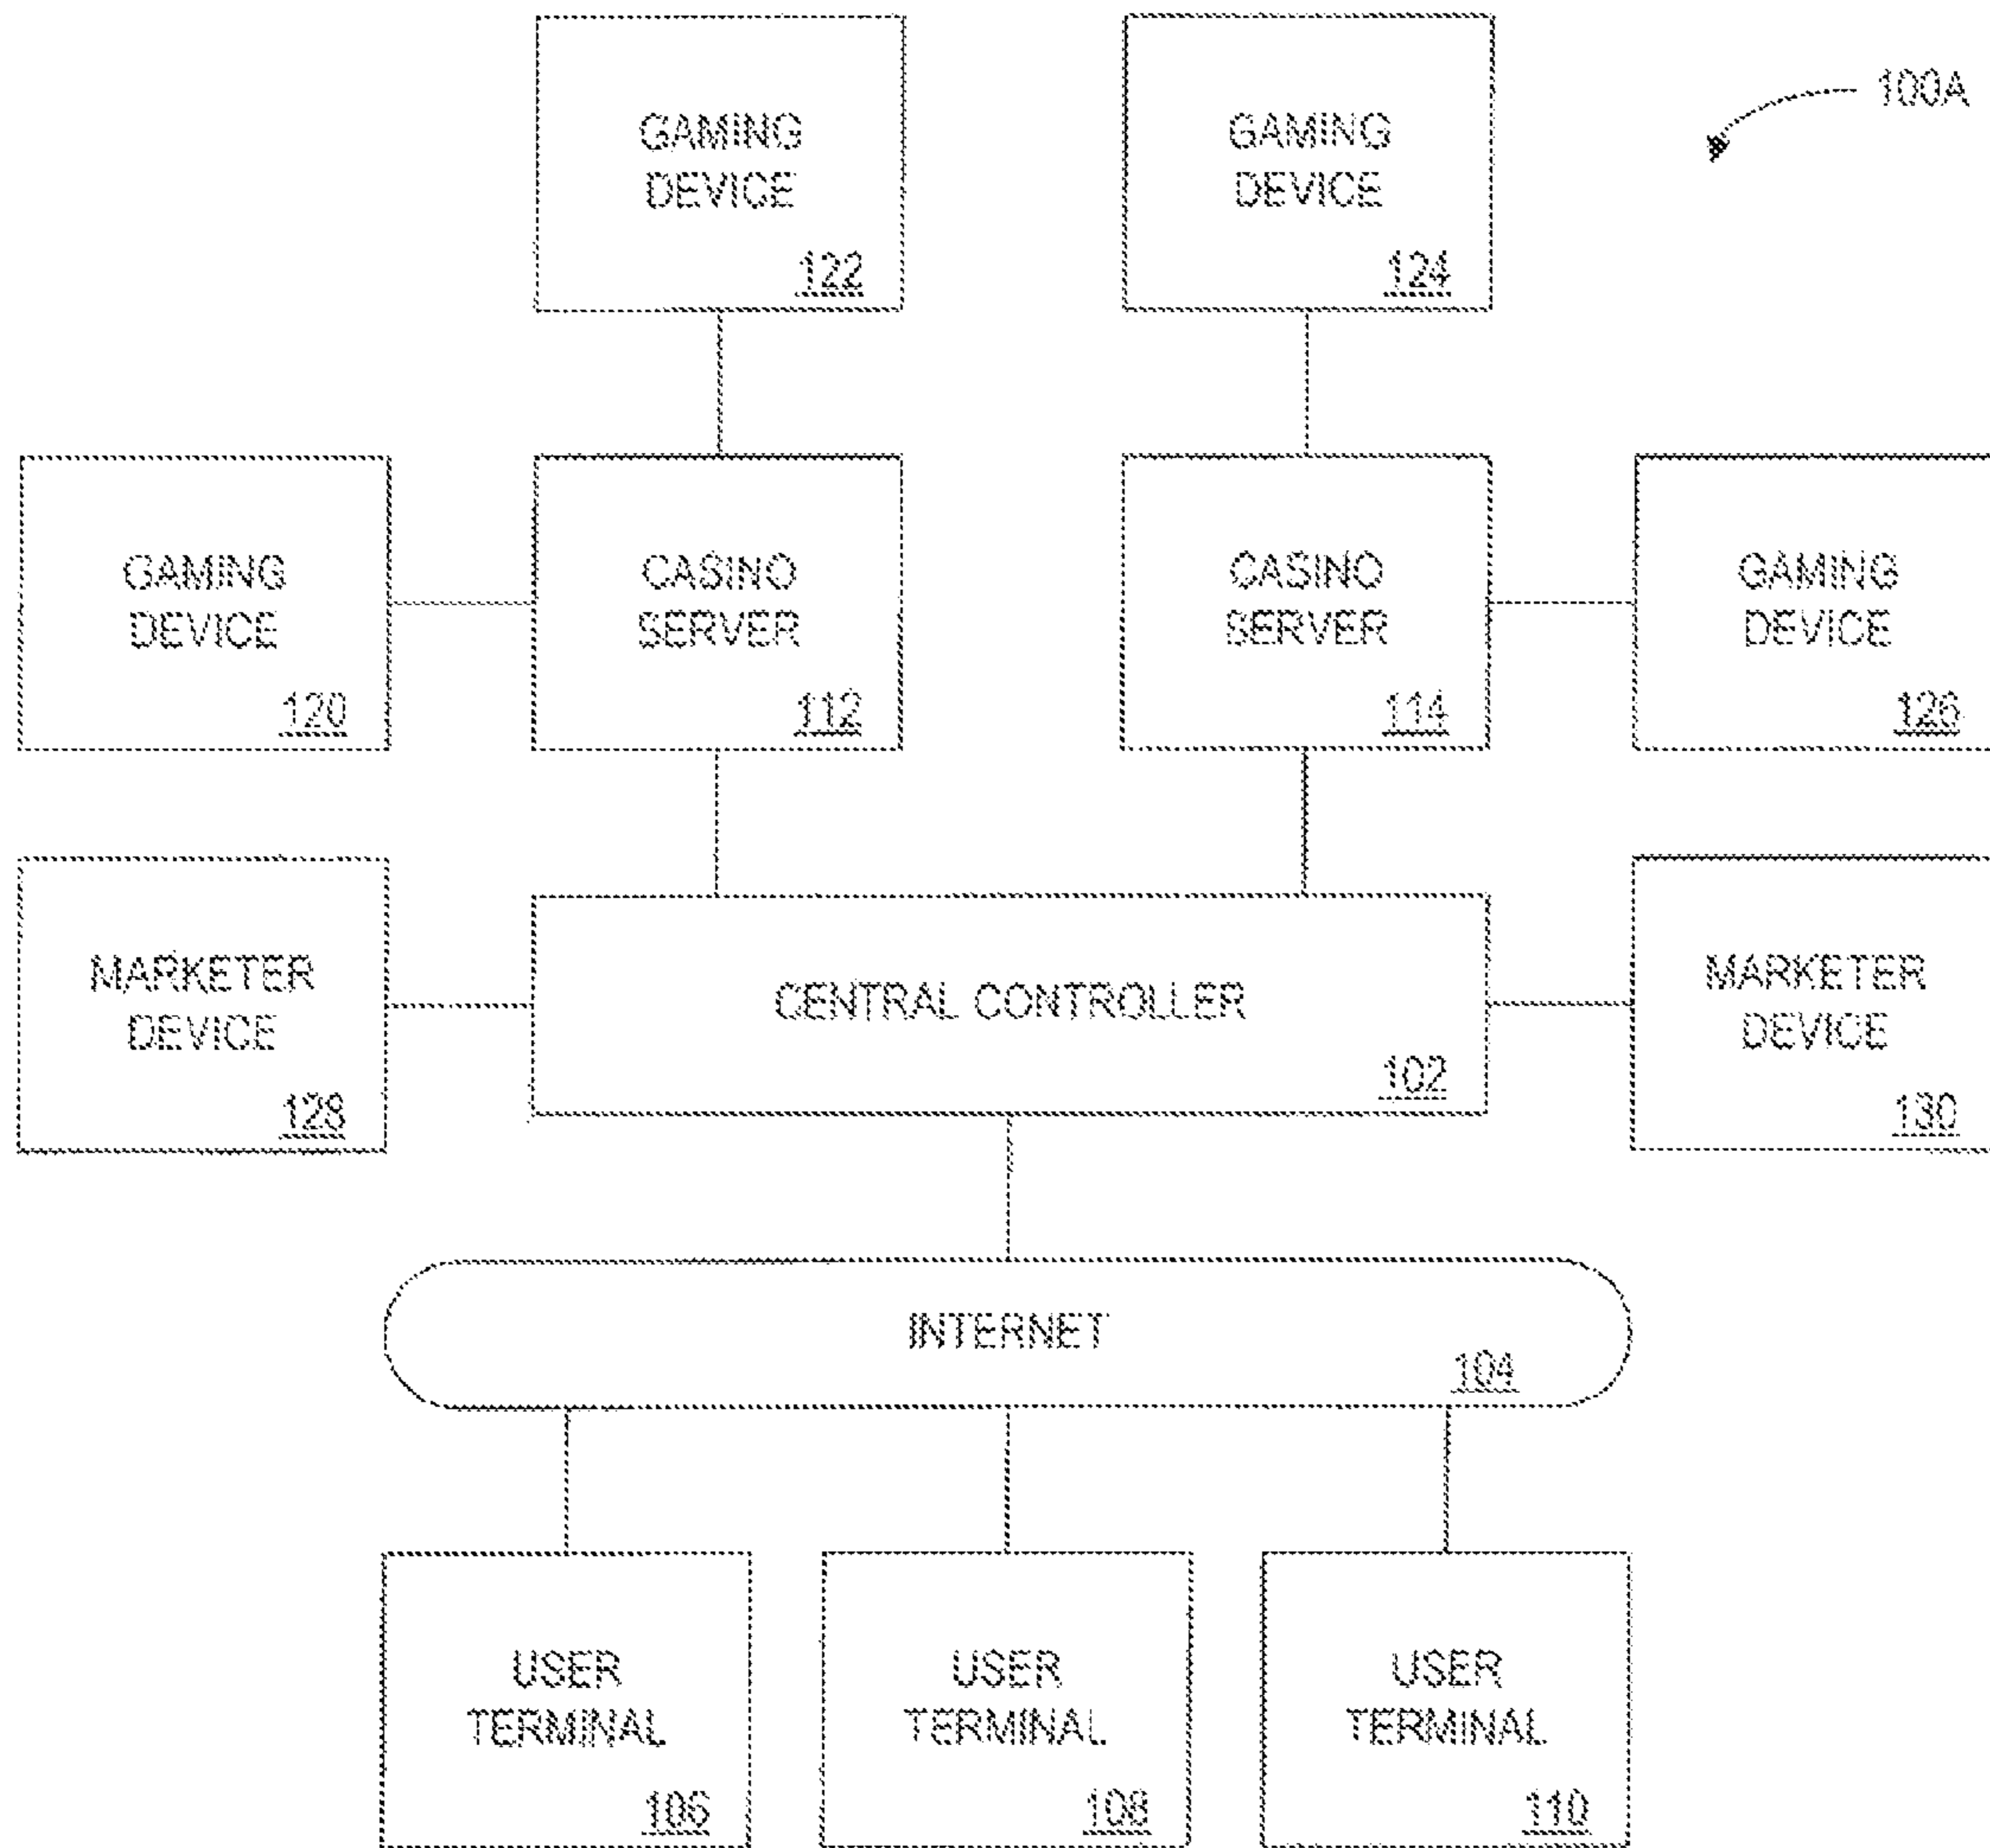 100A
GAMING
DEVICE
122
GAMING
DEVICE
124
GAMING
DEVICE
120
CASINO
SERVER
112
CASINO
SERVER
114
GAMING
DEVICE
126
MARKETER
DEVICE
128
CENTRAL CONTROLLER
102
MARKETER
DEVICE
130
INTERNET
104
USER
TERMINAL
106
USER
TERMINAL
108
USER
TERMINAL
110